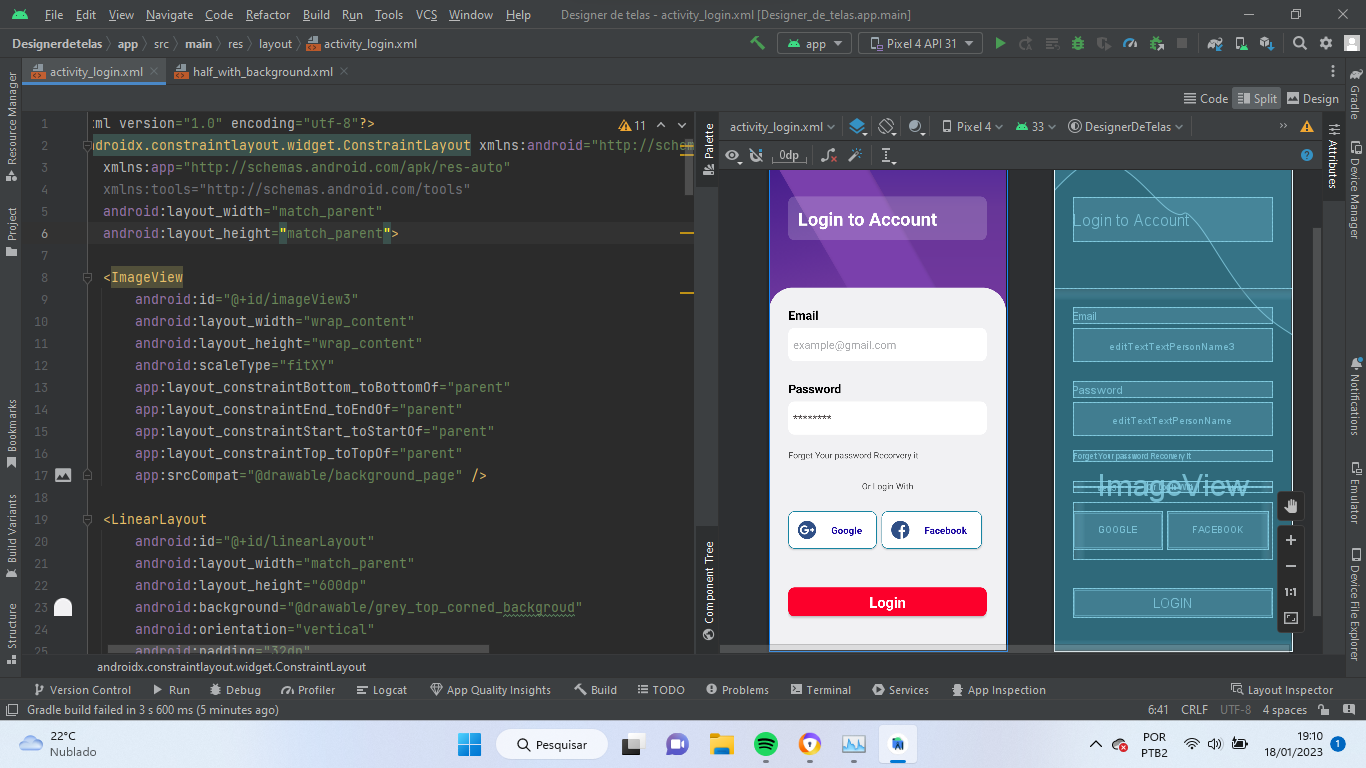 File Edit View Navigate Code Refactor Build Run Tools VCS Window Help Designer de telas - activity_login.xml [Designer_de_telas.app.main]
Designerdetelas app src main res layout activity_login.xml
app Pixel 4 API 31
activity_login.xml half_with_background.xml
Code Split Design
Resource Manager
Project
Bookmarks
Build Variants
Structure
1 xml version="1.0" encoding="utf-8"?> 11
2 droidx.constraintlayout.widget.ConstraintLayout xmlns:android="http://schem
3 xmlns:app="http://schemas.android.com/apk/res-auto"
4 xmlns:tools="http://schemas.android.com/tools"
5 android:layout_width="match_parent"
6 android:layout_height="match_parent">
7
8 <ImageView
9 android:id="@+id/imageView3"
10 android:layout_width="wrap_content"
11 android:layout_height="wrap_content"
12 android:scaleType="fitXY"
13 app:layout_constraintBottom_toBottomOf="parent"
14 app:layout_constraintEnd_toEndOf="parent"
15 app:layout_constraintStart_toStartOf="parent"
16 app:layout_constraintTop_toTopOf="parent"
17 app:srcCompat="@drawable/background_page" />
18
19 <LinearLayout
20 android:id="@+id/linearLayout"
21 android:layout_width="match_parent"
22 android:layout_height="600dp"
23 android:background="@drawable/grey_top_corned_backgroud"
24 android:orientation="vertical"
25 android:padding="32dp"
androidx.constraintlayout.widget.ConstraintLayout
Palette
Component Tree
activity_login.xml Pixel 4 33 DesignerDeTelas
0dp
Login to Account
Email
example@gmail.com
Password
********
Forget Your password Recorvery it
Or Login With
Google Facebook
Login
Login to Account
Email
editTextTextPersonName3
Password
editTextTextPersonName
Forget Your password Recorvery it
ImageView
GOOGLE FACEBOOK
LOGIN
1:1
Attributes
Gradle
Device Manager
Notifications
Emulator
Device File Explorer
Version Control Run Debug Profiler Logcat App Quality Insights Build TODO Problems Terminal Services App Inspection Layout Inspector
Gradle build failed in 3 s 600 ms (5 minutes ago) 6:41 CRLF UTF-8 4 spaces
22°C
Nublado
Pesquisar
POR
PTB2
19:10
18/01/2023
1